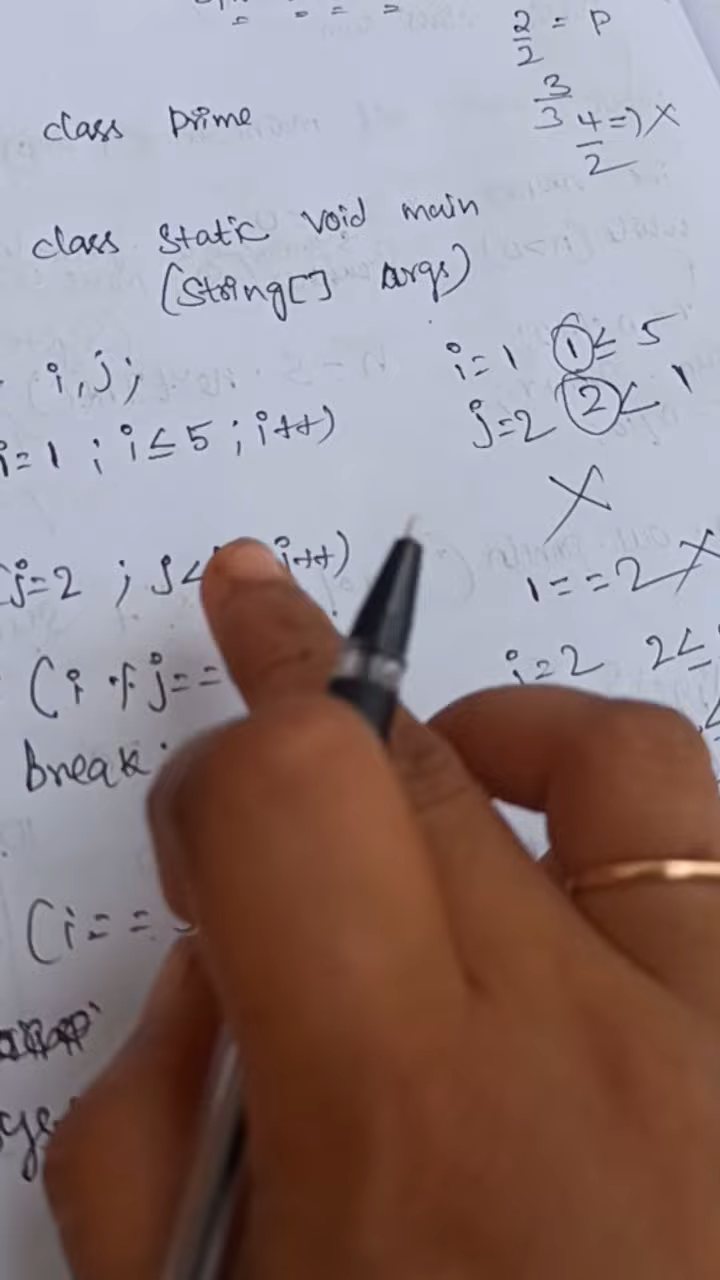 2/2 = P
class Prime
3/3
4/2 => X
class static void main
(String[] args)
i,j;
i=1 1 ≤ 5
i=1 ; i≤5 ; i++)
j=2 2 < 1
X
(j=2 ; j< i++)
1==2 X
(i % j==
i=2 2≤
break;
(i==
sys